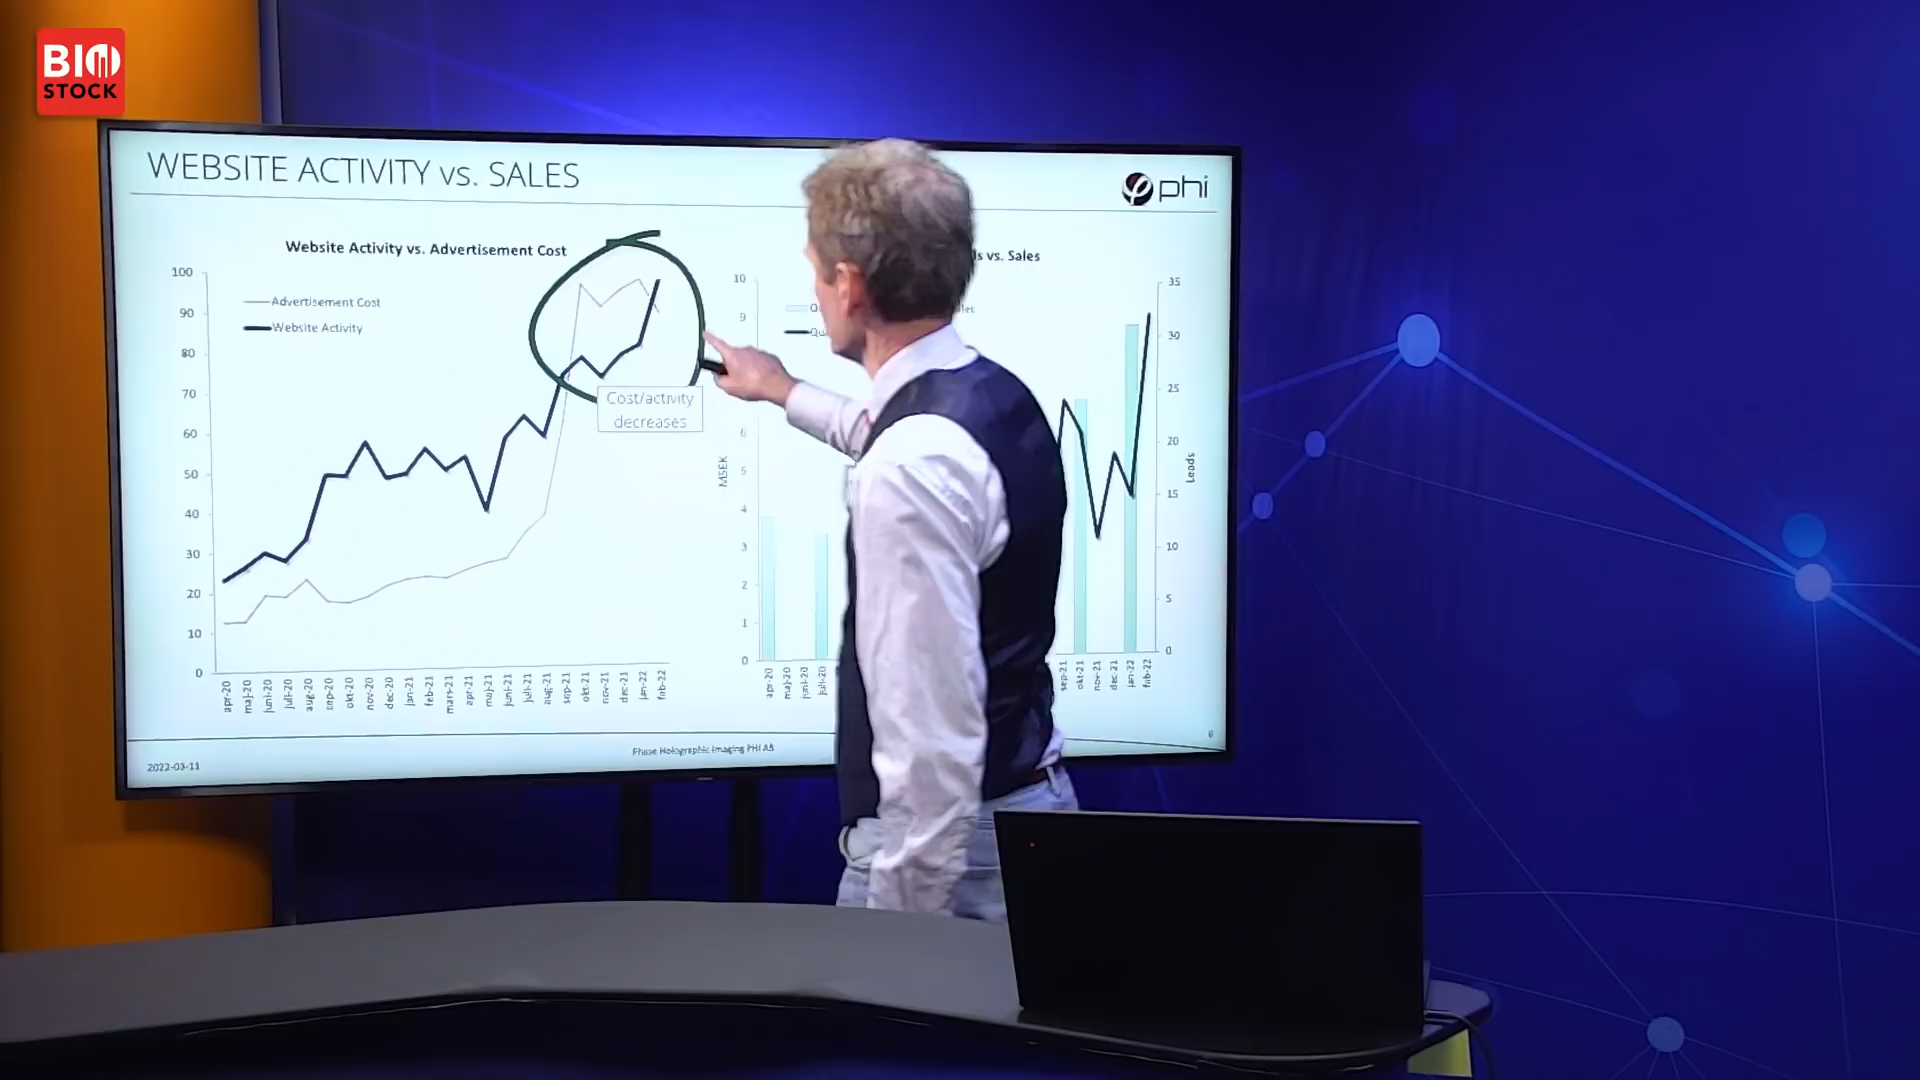 BIO
STOCK
WEBSITE ACTIVITY vs. SALES
phi
Website Activity vs. Advertisement Cost
100
90
80
70
60
50
40
30
20
10
0
Advertisement Cost
Website Activity
Cost/activity
decreases
apr-20
maj-20
juni-20
juli-20
aug-20
sep-20
okt-20
nov-20
dec-20
jan-21
feb-21
mars-21
apr-21
maj-21
juni-21
juli-21
aug-21
sep-21
okt-21
nov-21
dec-21
jan-22
feb-22
vs. Sales
10
9
6
5
4
3
2
1
0
MSEK
35
30
25
20
15
10
5
0
Leads
apr-20
maj-20
juni-20
juli-20
sep-21
okt-21
nov-21
dec-21
jan-22
feb-22
2022-03-11
Phase Holographic Imaging PHI AB
6